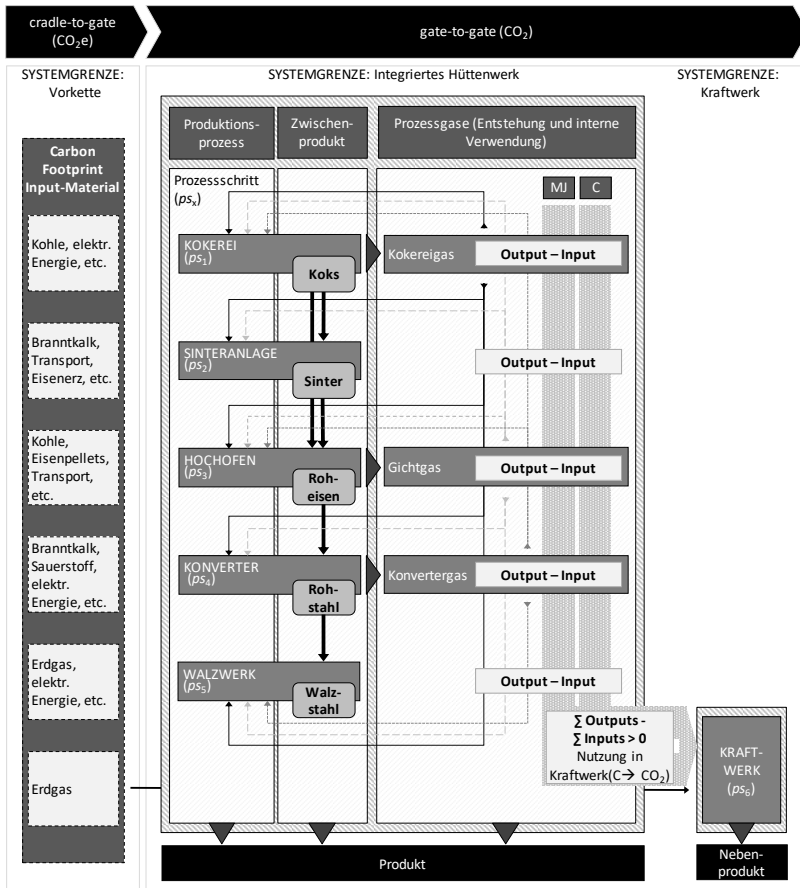 cradle-to-gate
(CO₂e)
gate-to-gate (CO₂)
SYSTEMGRENZE:
Vorkette
SYSTEMGRENZE: Integriertes Hüttenwerk
SYSTEMGRENZE:
Kraftwerk
Carbon
Footprint
Input-Material
Kohle, elektr.
Energie, etc.
Branntkalk,
Transport,
Eisenerz, etc.
Kohle,
Eisenpellets,
Transport,
etc.
Branntkalk,
Sauerstoff,
elektr.
Energie, etc.
Erdgas,
elektr.
Energie, etc.
Erdgas
Produktions-
prozess
Zwischen-
produkt
Prozessgase (Entstehung und interne
Verwendung)
Prozessschritt
(psₓ)
MJ
C
KOKEREI
(ps₁)
Koks
Kokereigas
Output – Input
SINTERANLAGE
(ps₂)
Sinter
Output – Input
HOCHOFEN
(ps₃)
Roh-
eisen
Gichtgas
Output – Input
KONVERTER
(ps₄)
Roh-
stahl
Konvertergas
Output – Input
WALZWERK
(ps₅)
Walz-
stahl
Output – Input
∑ Outputs -
∑ Inputs > 0
Nutzung in
Kraftwerk(C→ CO₂)
KRAFT-
WERK
(ps₆)
Produkt
Neben-
produkt